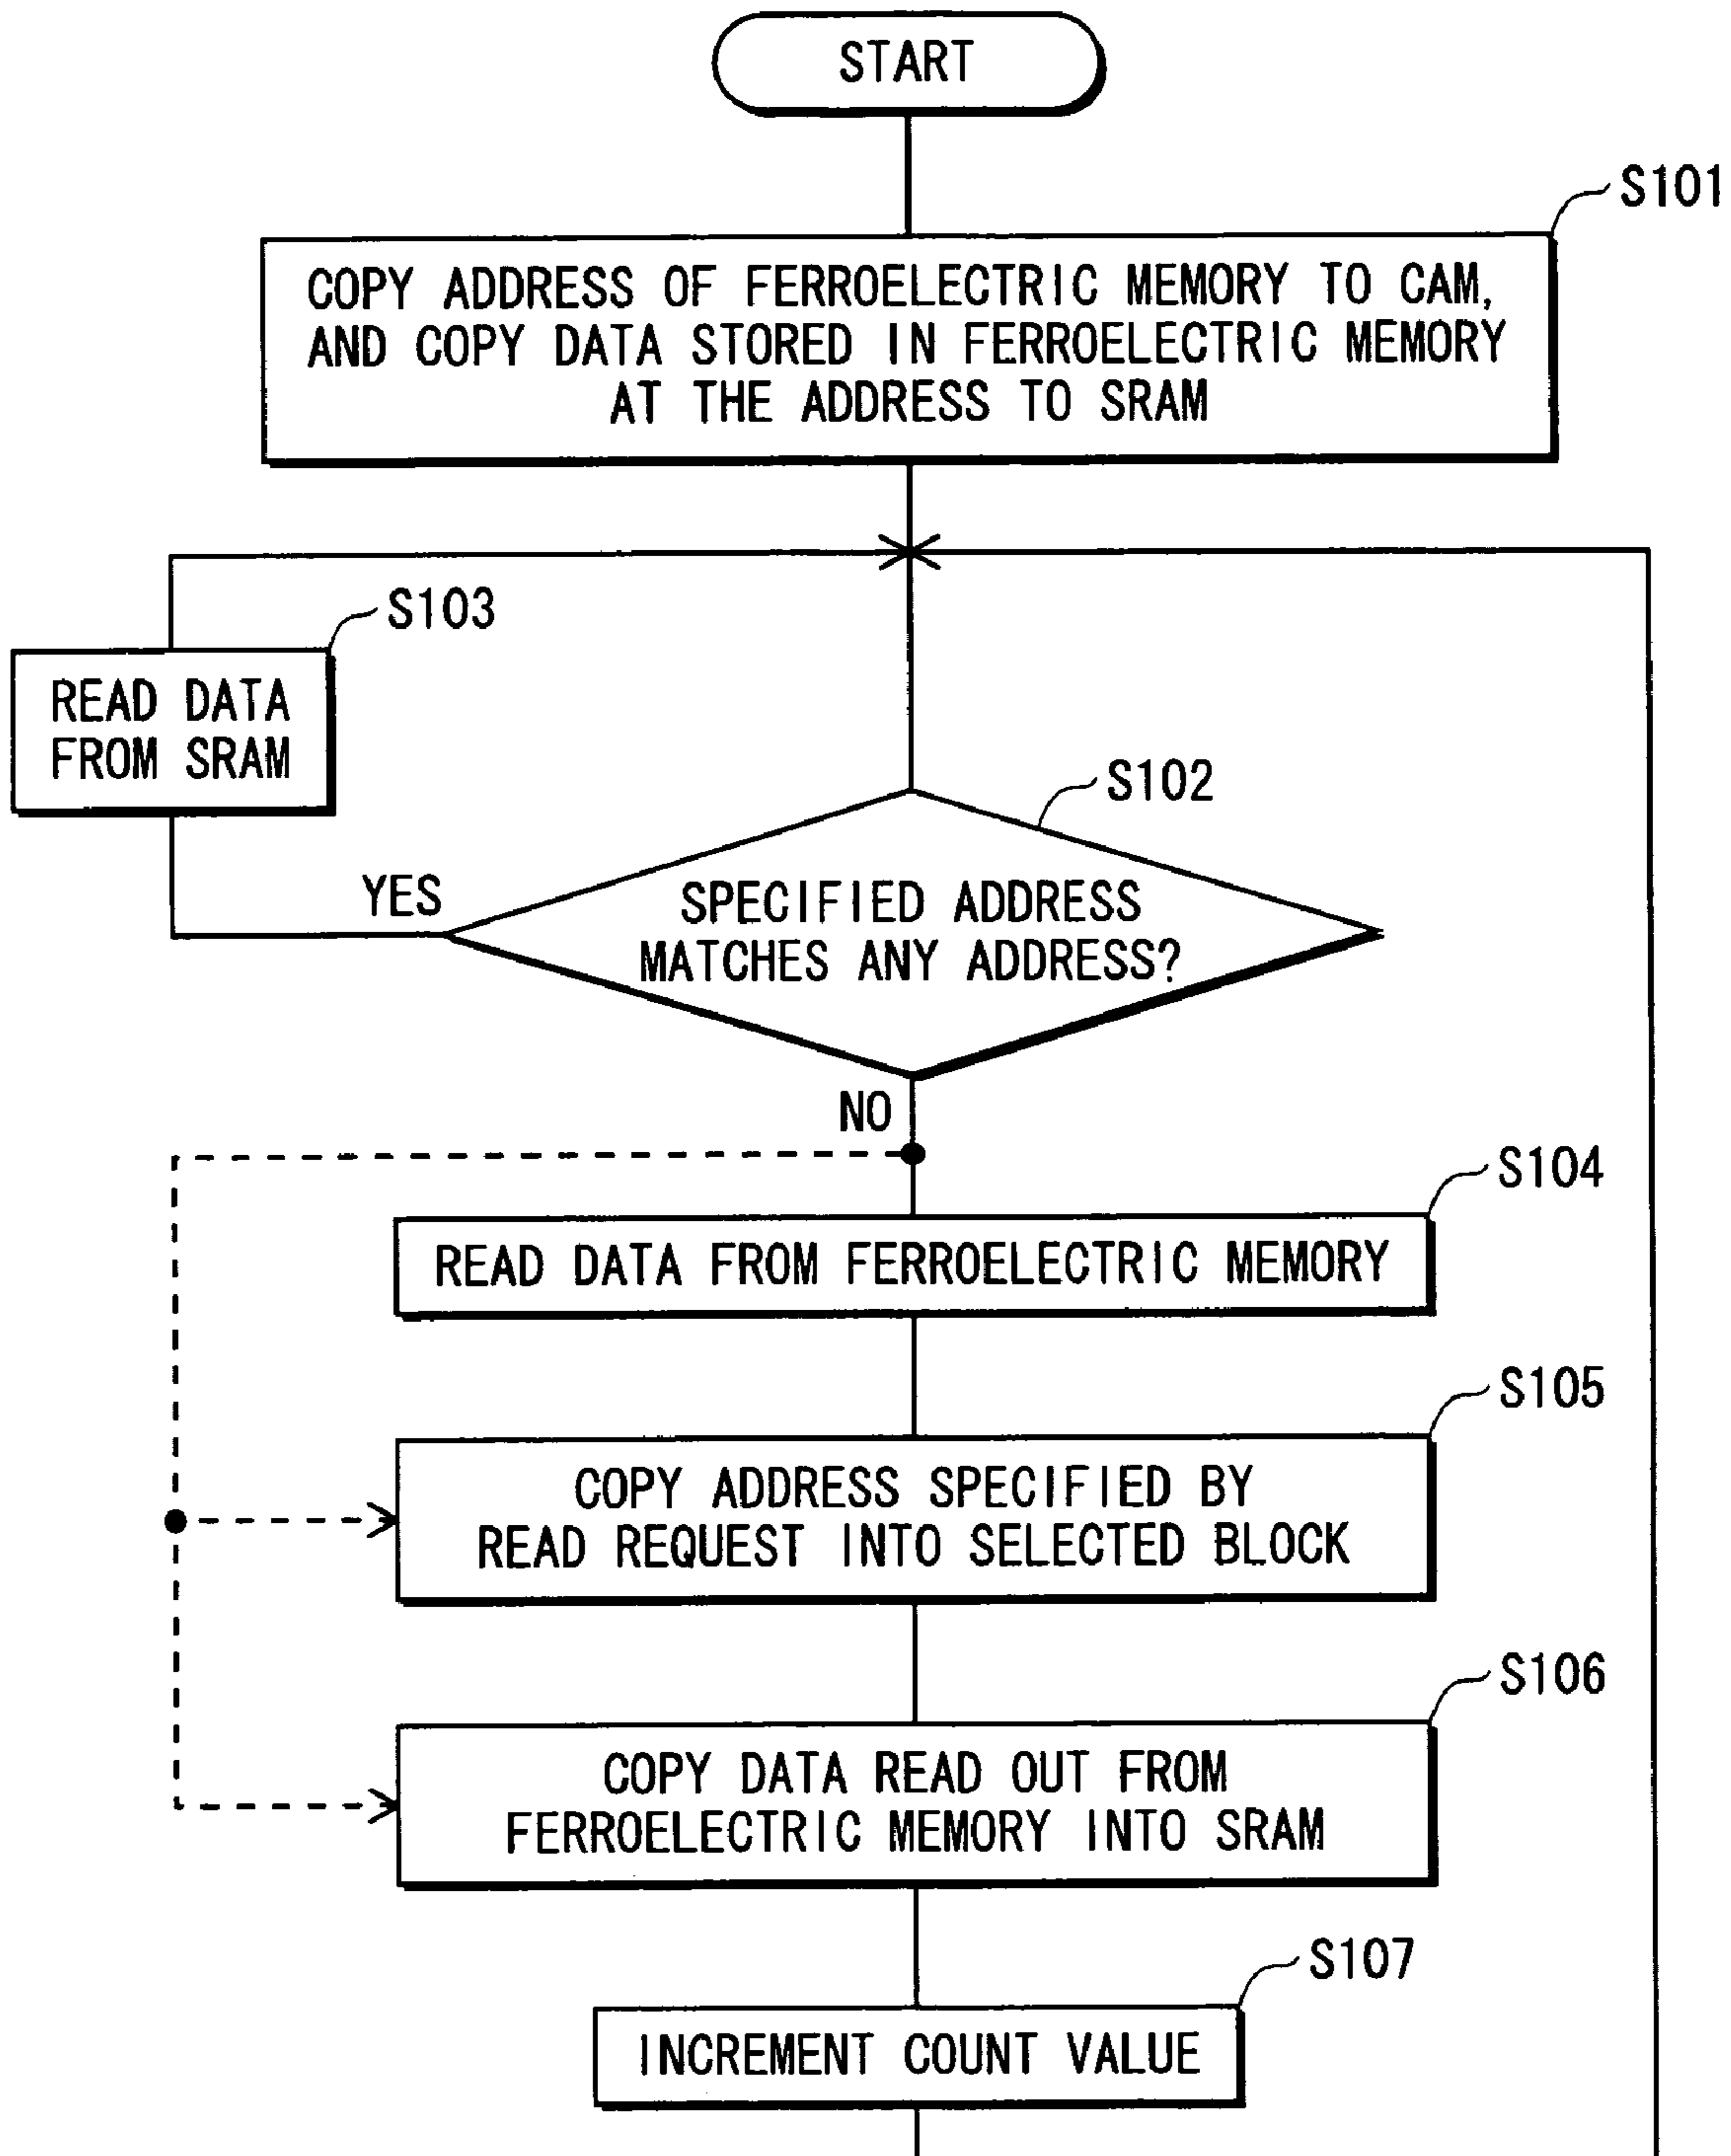 START
S101
COPY ADDRESS OF FERROELECTRIC MEMORY TO CAM,
AND COPY DATA STORED IN FERROELECTRIC MEMORY
AT THE ADDRESS TO SRAM
S103
READ DATA
FROM SRAM
S102
YES
SPECIFIED ADDRESS
MATCHES ANY ADDRESS?
NO
S104
READ DATA FROM FERROELECTRIC MEMORY
S105
COPY ADDRESS SPECIFIED BY
READ REQUEST INTO SELECTED BLOCK
S106
COPY DATA READ OUT FROM
FERROELECTRIC MEMORY INTO SRAM
S107
INCREMENT COUNT VALUE